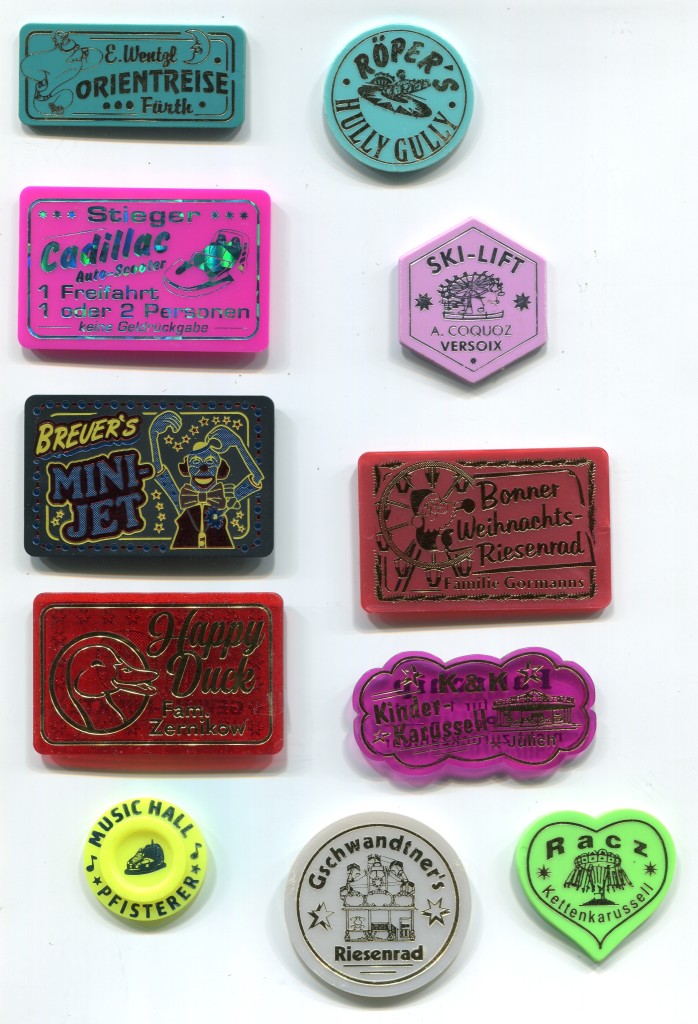 E. Wentzl
ORIENTREISE
Fürth
RÖPER'S
HULLY GULLY
Stieger
Cadillac
Auto-Scooter
1 Freifahrt
1 oder 2 Personen
keine Geldrückgabe
SKI-LIFT
A. COQUOZ
VERSOIX
BREUER'S
MINI-
JET
Bonner
Weihnachts-
Riesenrad
Familie Gormanns
Happy
Duck
Fam.
Zernikow
K&K
Kinder-
Karussell
Jülich
MUSIC HALL
PFISTERER
Gschwandtner's
Riesenrad
Racz
Kettenkarussell